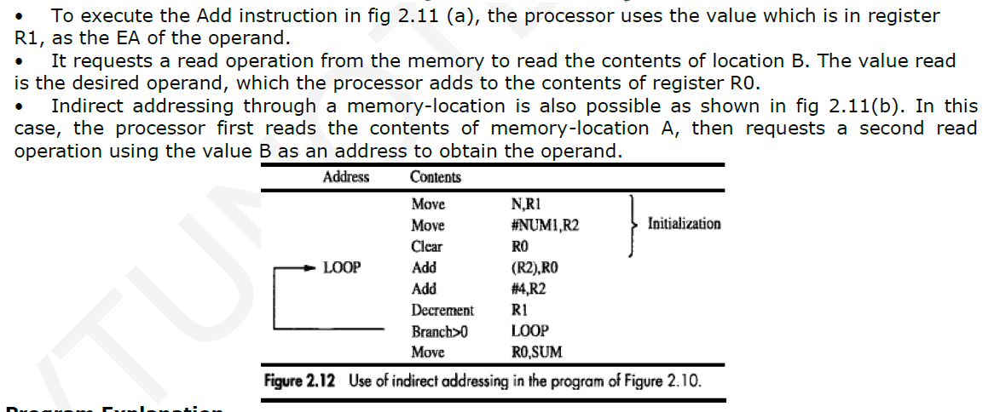 • To execute the Add instruction in fig 2.11 (a), the processor uses the value which is in register
R1, as the EA of the operand.
• It requests a read operation from the memory to read the contents of location B. The value read
is the desired operand, which the processor adds to the contents of register R0.
• Indirect addressing through a memory-location is also possible as shown in fig 2.11(b). In this
case, the processor first reads the contents of memory-location A, then requests a second read
operation using the value B as an address to obtain the operand.
Address Contents
Move N,R1
Move #NUM1,R2 Initialization
Clear R0
LOOP Add (R2),R0
Add #4,R2
Decrement R1
Branch>0 LOOP
Move R0,SUM
Figure 2.12 Use of indirect addressing in the program of Figure 2.10.